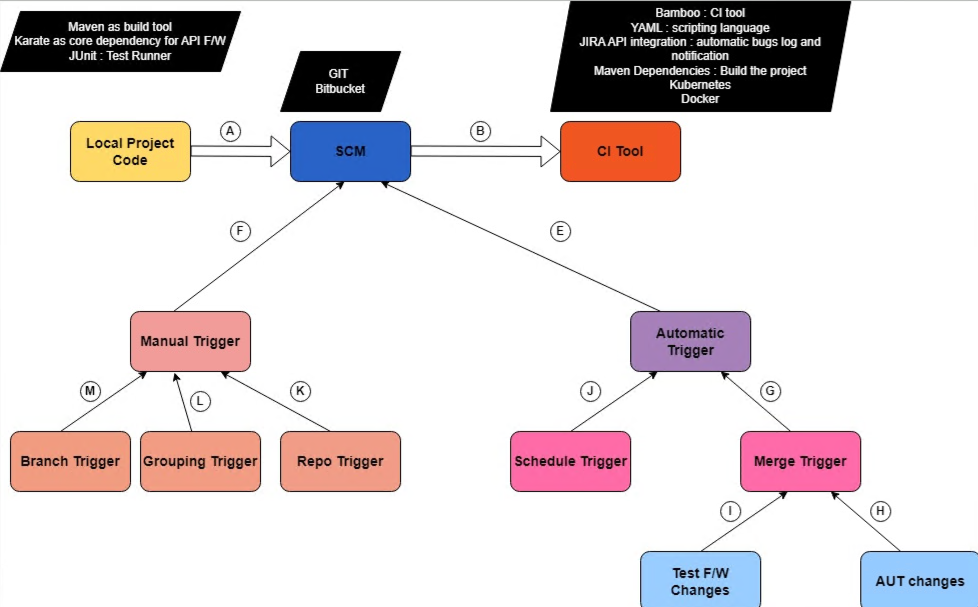 Maven as build tool
Karate as core dependency for API F/W
JUnit : Test Runner
GIT
Bitbucket
Bamboo : CI tool
YAML : scripting language
JIRA API integration : automatic bugs log and
notification
Maven Dependencies : Build the project
Kubernetes
Docker
Local Project
Code
A
SCM
B
CI Tool
F
E
Manual Trigger
Automatic
Trigger
M
L
K
J
G
Branch Trigger
Grouping Trigger
Repo Trigger
Schedule Trigger
Merge Trigger
I
H
Test F/W
Changes
AUT changes